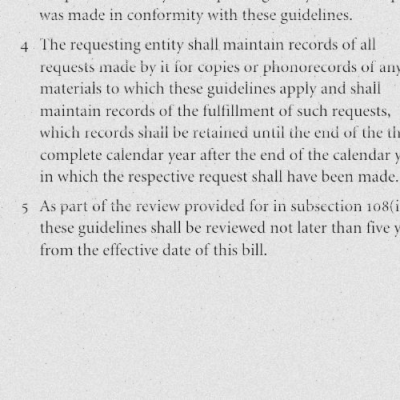 was made in conformity with these guidelines.
4 The requesting entity shall maintain records of all
requests made by it for copies or phonorecords of any
materials to which these guidelines apply and shall
maintain records of the fulfillment of such requests,
which records shall be retained until the end of the th
complete calendar year after the end of the calendar y
in which the respective request shall have been made.
5 As part of the review provided for in subsection 108(i
these guidelines shall be reviewed not later than five y
from the effective date of this bill.